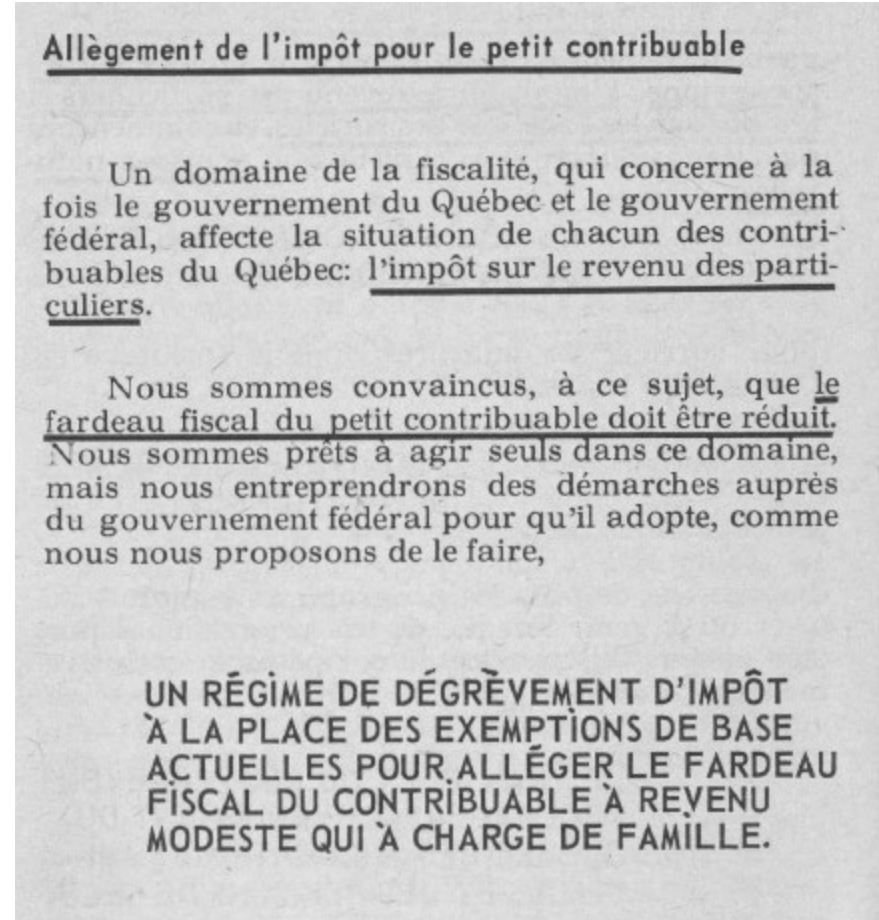 Allègement de l'impôt pour le petit contribuable
Un domaine de la fiscalité, qui concerne à la
fois le gouvernement du Québec et le gouvernement
fédéral, affecte la situation de chacun des contri-
buables du Québec: l'impôt sur le revenu des parti-
culiers.
Nous sommes convaincus, à ce sujet, que le
fardeau fiscal du petit contribuable doit être réduit.
Nous sommes prêts à agir seuls dans ce domaine,
mais nous entreprendrons des démarches auprès
du gouvernement fédéral pour qu'il adopte, comme
nous nous proposons de le faire,
UN RÉGIME DE DÉGRÈVEMENT D'IMPÔT
À LA PLACE DES EXEMPTIONS DE BASE
ACTUELLES POUR ALLÉGER LE FARDEAU
FISCAL DU CONTRIBUABLE À REVENU
MODESTE QUI À CHARGE DE FAMILLE.